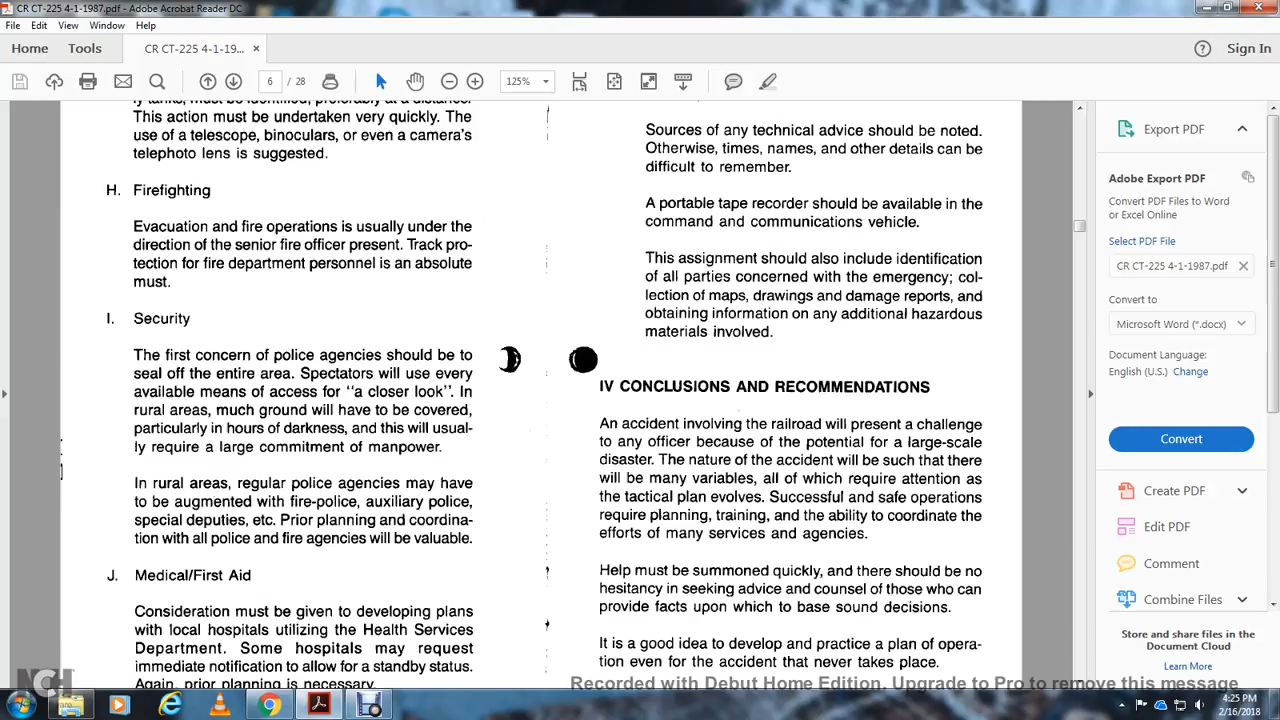 CR CT-225 4-1-1987.pdf - Adobe Acrobat Reader DC
File Edit View Window Help
Home Tools CR CT-225 4-1-19... × Sign In
6 / 28 125%
ly tanks, must be identified, preferably at a distance.
This action must be undertaken very quickly. The
use of a telescope, binoculars, or even a camera's
telephoto lens is suggested.
H. Firefighting
Evacuation and fire operations is usually under the
direction of the senior fire officer present. Track pro-
tection for fire department personnel is an absolute
must.
I. Security
The first concern of police agencies should be to
seal off the entire area. Spectators will use every
available means of access for "a closer look". In
rural areas, much ground will have to be covered,
particularly in hours of darkness, and this will usual-
ly require a large commitment of manpower.
In rural areas, regular police agencies may have
to be augmented with fire-police, auxiliary police,
special deputies, etc. Prior planning and coordina-
tion with all police and fire agencies will be valuable.
J. Medical/First Aid
Consideration must be given to developing plans
with local hospitals utilizing the Health Services
Department. Some hospitals may request
immediate notification to allow for a standby status.
Again, prior planning is necessary.
Sources of any technical advice should be noted.
Otherwise, times, names, and other details can be
difficult to remember.
A portable tape recorder should be available in the
command and communications vehicle.
This assignment should also include identification
of all parties concerned with the emergency; col-
lection of maps, drawings and damage reports, and
obtaining information on any additional hazardous
materials involved.
IV CONCLUSIONS AND RECOMMENDATIONS
An accident involving the railroad will present a challenge
to any officer because of the potential for a large-scale
disaster. The nature of the accident will be such that there
will be many variables, all of which require attention as
the tactical plan evolves. Successful and safe operations
require planning, training, and the ability to coordinate the
efforts of many services and agencies.
Help must be summoned quickly, and there should be no
hesitancy in seeking advice and counsel of those who can
provide facts upon which to base sound decisions.
It is a good idea to develop and practice a plan of opera-
tion even for the accident that never takes place.
Export PDF
Adobe Export PDF
Convert PDF Files to Word
or Excel Online
Select PDF File
CR CT-225 4-1-1987.pdf
Convert to
Microsoft Word (*.docx)
Document Language:
English (U.S.) Change
Convert
Create PDF
Edit PDF
Comment
Combine Files
Store and share files in the
Document Cloud
Learn More
Recorded with Debut Home Edition. Upgrade to Pro to remove this message
NCH
4:25 PM
2/16/2018